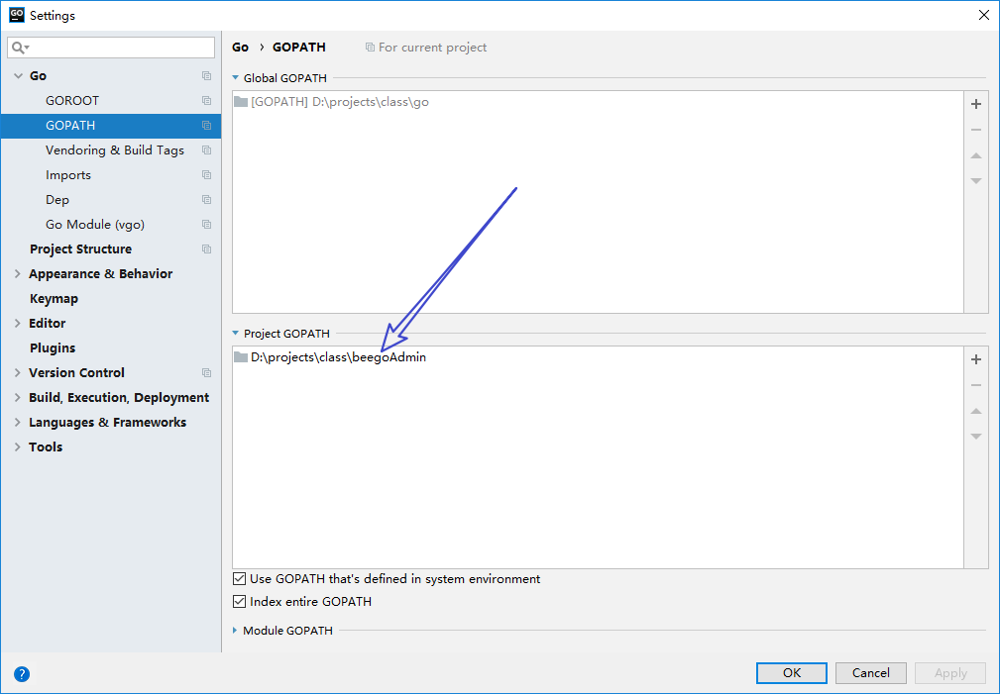 GO Settings
Go
GOROOT
GOPATH
Vendoring & Build Tags
Imports
Dep
Go Module (vgo)
Project Structure
Appearance & Behavior
Keymap
Editor
Plugins
Version Control
Build, Execution, Deployment
Languages & Frameworks
Tools
Go › GOPATH For current project
Global GOPATH
[GOPATH] D:\projects\class\go
Project GOPATH
D:\projects\class\beegoAdmin
Use GOPATH that's defined in system environment
Index entire GOPATH
Module GOPATH
? OK Cancel Apply